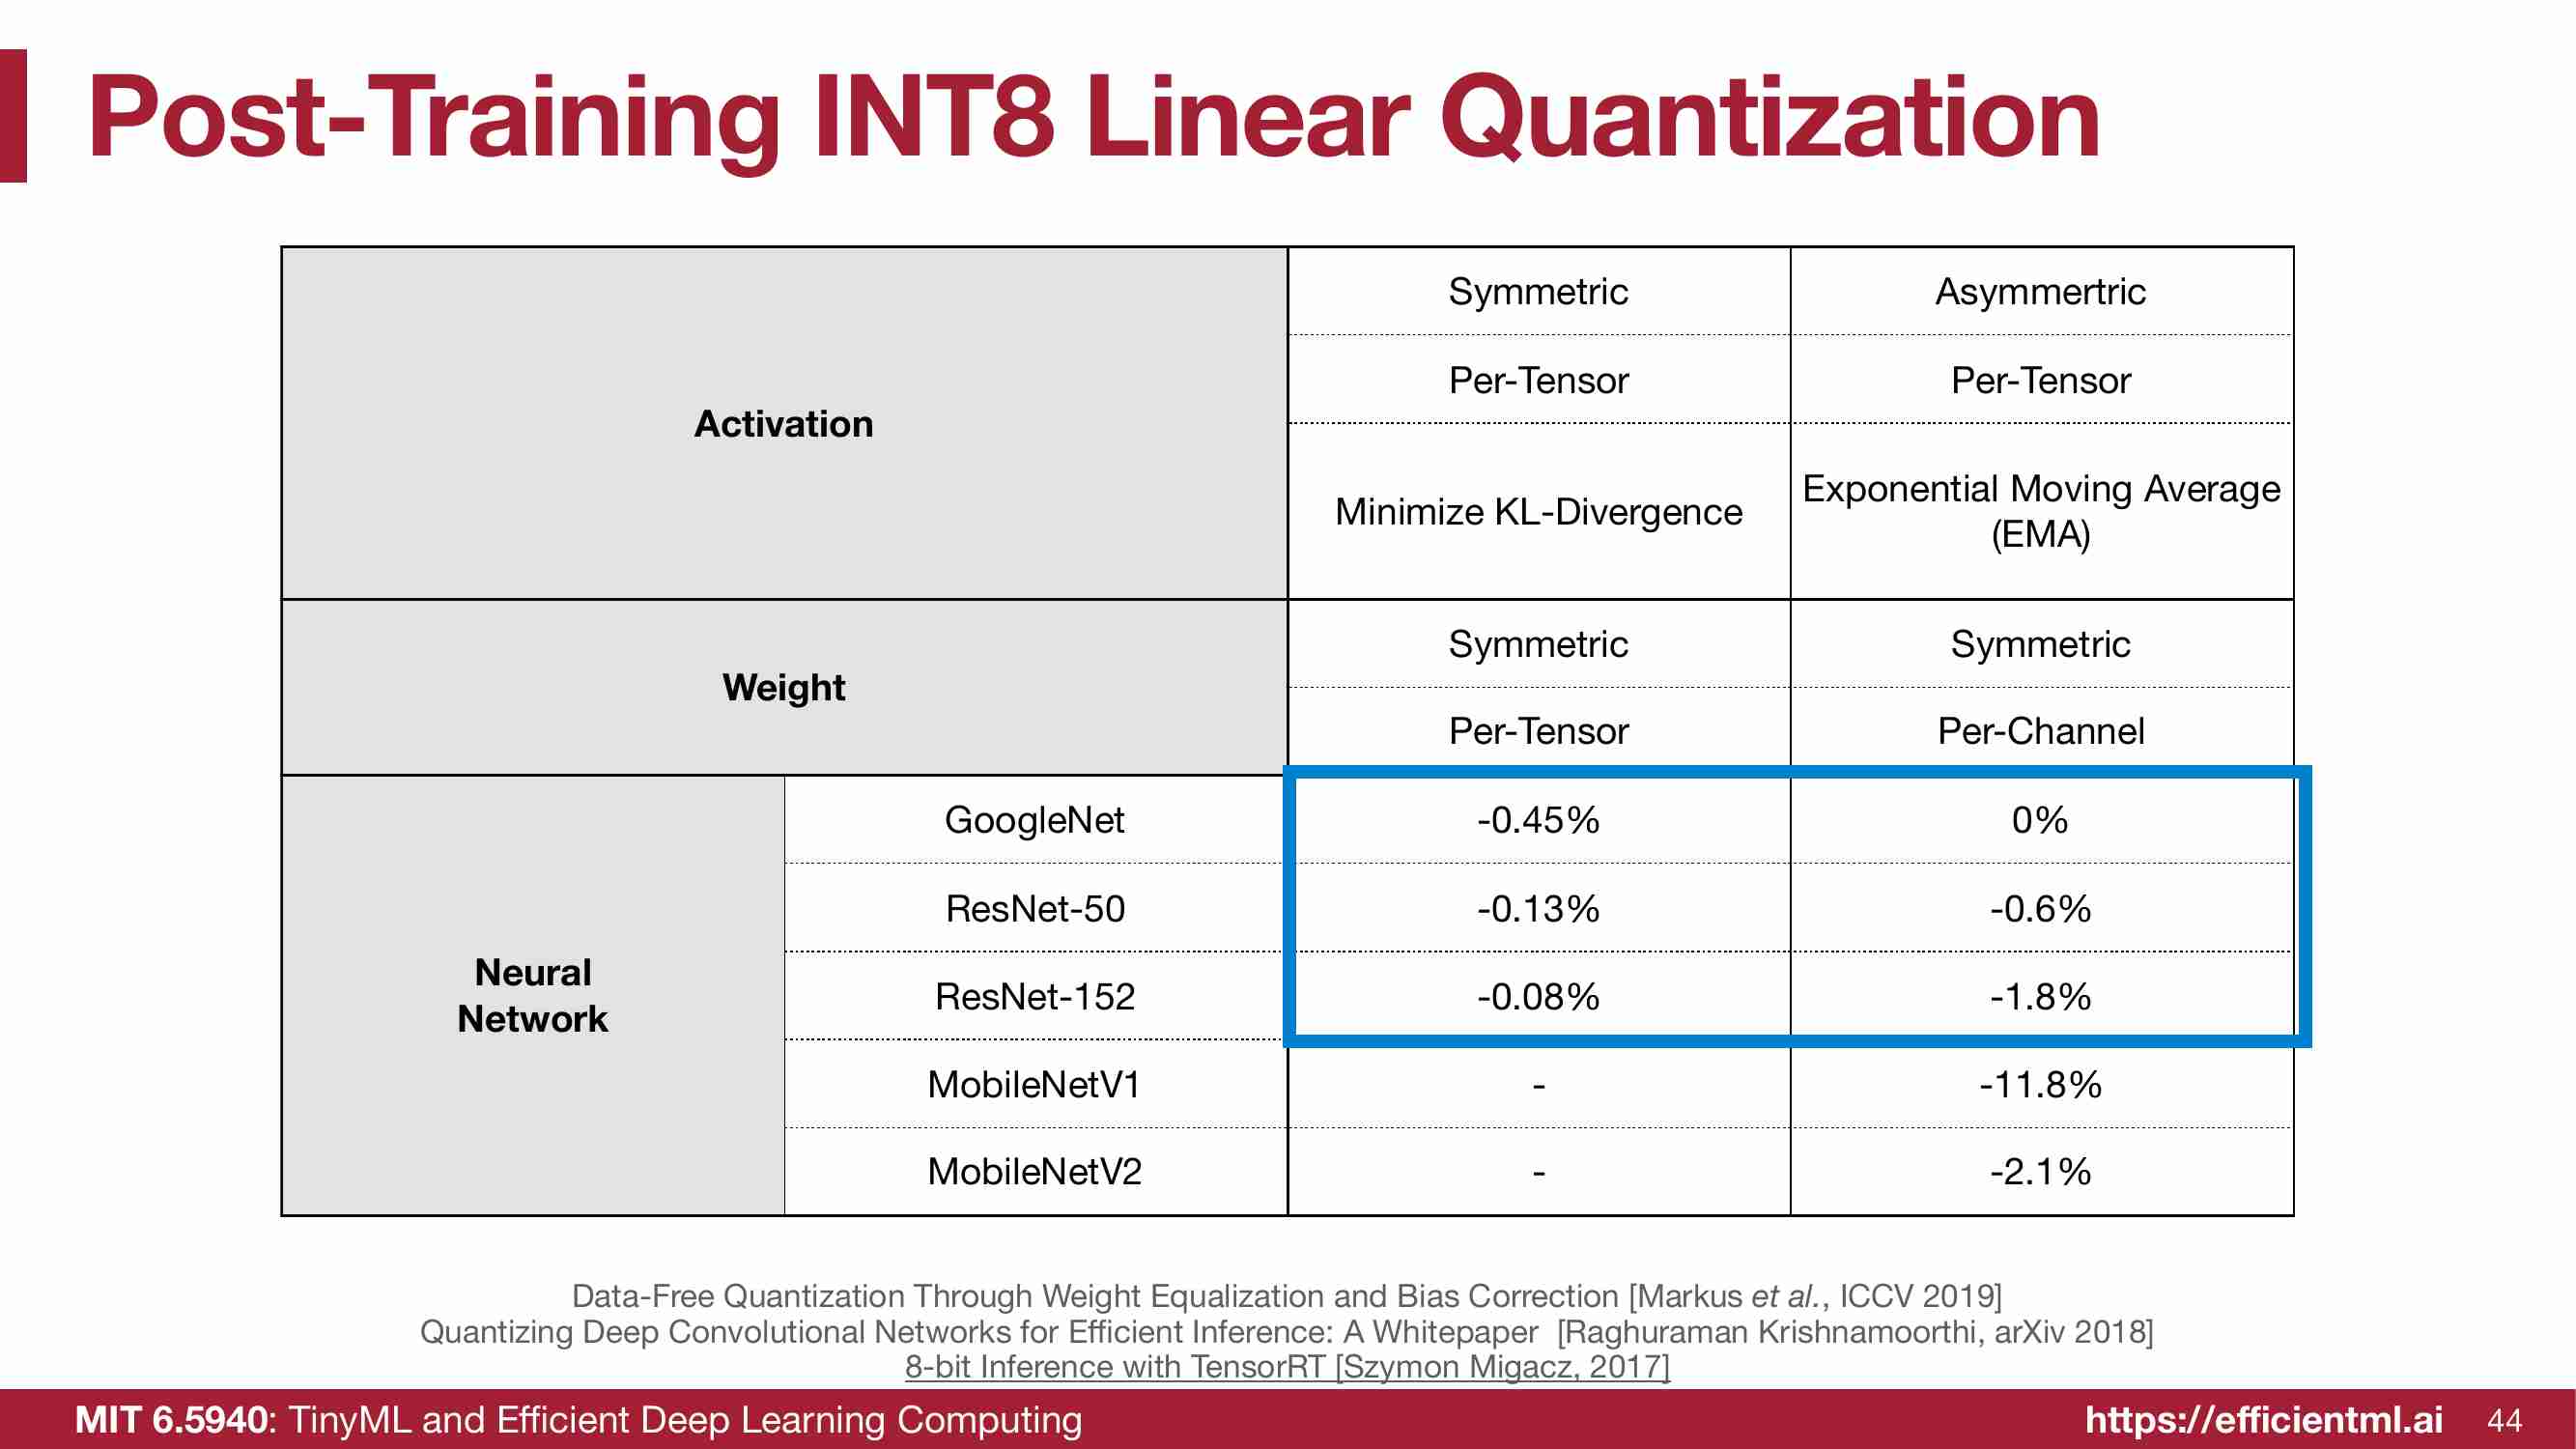 Post-Training INT8 Linear Quantization
Activation
Symmetric
Asymmertric
Per-Tensor
Per-Tensor
Minimize KL-Divergence
Exponential Moving Average
(EMA)
Weight
Symmetric
Symmetric
Per-Tensor
Per-Channel
Neural
Network
GoogleNet
-0.45%
0%
ResNet-50
-0.13%
-0.6%
ResNet-152
-0.08%
-1.8%
MobileNetV1
-
-11.8%
MobileNetV2
-
-2.1%
Data-Free Quantization Through Weight Equalization and Bias Correction [Markus et al., ICCV 2019]
Quantizing Deep Convolutional Networks for Efficient Inference: A Whitepaper [Raghuraman Krishnamoorthi, arXiv 2018]
8-bit Inference with TensorRT [Szymon Migacz, 2017]
MIT 6.5940: TinyML and Efficient Deep Learning Computing
https://efficientml.ai
44